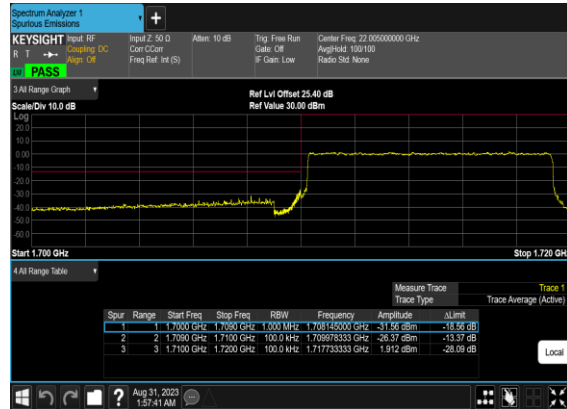 Spectrum Analyzer 1
Spurious Emissions
KEYSIGHT Input: RF Input Z: 50 Ω Atten: 10 dB Trig: Free Run Center Freq: 22.005000000 GHz
R T Coupling: DC Corr CCorr Gate: Off Avg|Hold: 100/100
Align: Off Freq Ref: Int (S) IF Gain: Low Radio Std: None
LW PASS
3 All Range Graph
Ref Lvl Offset 25.40 dB
Scale/Div 10.0 dB Ref Value 30.00 dBm
Log
20.0
10.0
0.00
-10.0
-20.0
-30.0
-40.0
-50.0
-60.0
Start 1.700 GHz Stop 1.720 GHz
4 All Range Table
Measure Trace Trace 1
Trace Type Trace Average (Active)
Spur Range Start Freq Stop Freq RBW Frequency Amplitude ΔLimit
1 1 1.7000 GHz 1.7090 GHz 1.000 MHz 1.708145000 GHz -31.56 dBm -18.56 dB
2 2 1.7090 GHz 1.7100 GHz 100.0 kHz 1.709978333 GHz -26.37 dBm -13.37 dB
3 3 1.7100 GHz 1.7200 GHz 100.0 kHz 1.717733333 GHz 1.912 dBm -28.09 dB
Local
? Aug 31, 2023
1:57:41 AM